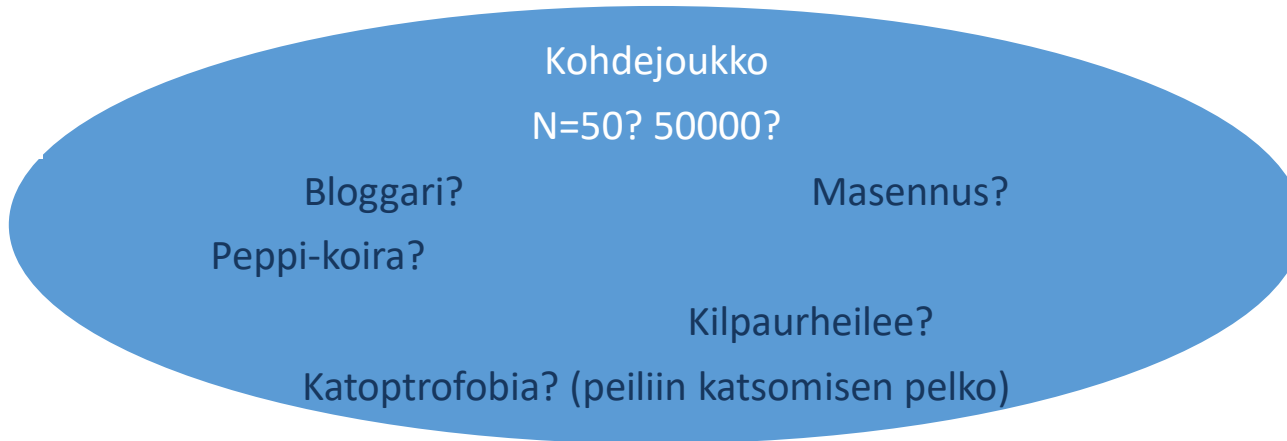 Kohdejoukko
N=50? 50000?
Bloggari? Masennus?
Peppi-koira?
Kilpaurheilee?
Katoptrofobia? (peiliin katsomisen pelko)